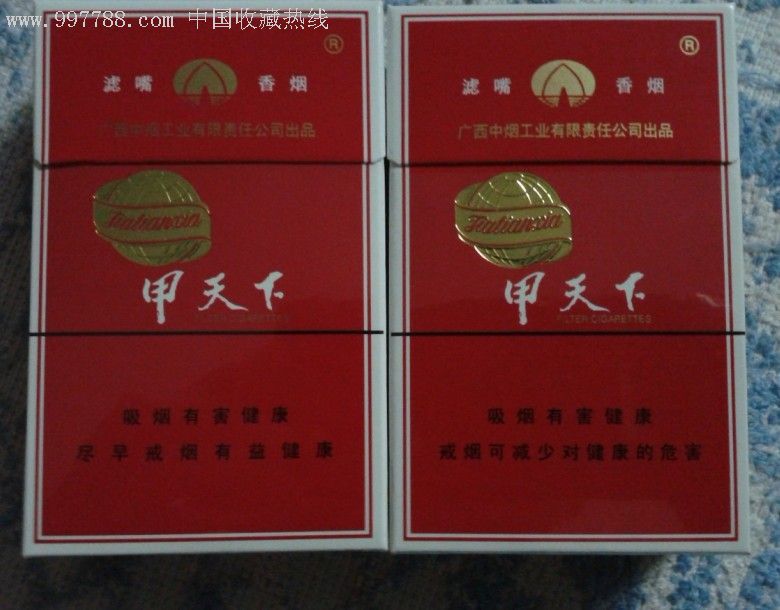 www.997788.com 中国收藏热线
®
滤嘴 香烟
广西中烟工业有限责任公司出品
Jiatianxia
甲天下
FILTER CIGARETTES
吸烟有害健康
尽早戒烟有益健康
®
滤嘴 香烟
广西中烟工业有限责任公司出品
Jiatianxia
甲天下
FILTER CIGARETTES
吸烟有害健康
戒烟可减少对健康的危害